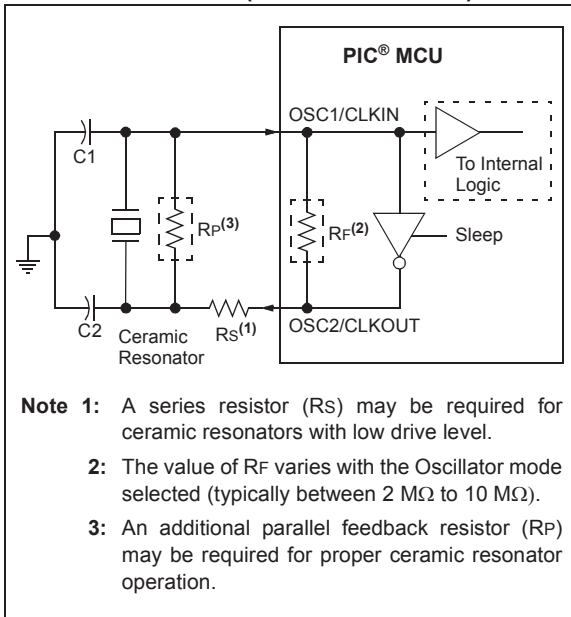 PIC® MCU
OSC1/CLKIN
C1
To Internal
Logic
RP(3)
RF(2)
Sleep
C2
Ceramic
Resonator
RS(1)
OSC2/CLKOUT
Note 1: A series resistor (RS) may be required for
ceramic resonators with low drive level.
2: The value of RF varies with the Oscillator mode
selected (typically between 2 MΩ to 10 MΩ).
3: An additional parallel feedback resistor (RP)
may be required for proper ceramic resonator
operation.